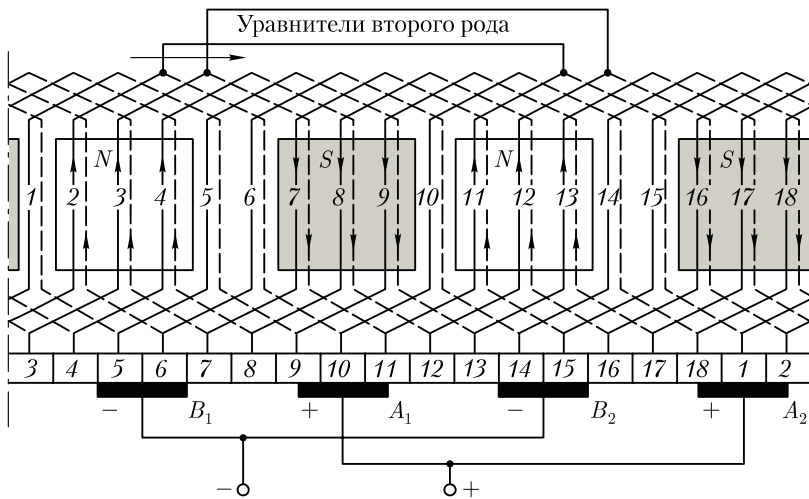 Уравнители второго рода
N S N S
1 2 3 4 5 6 7 8 9 10 11 12 13 14 15 16 17 18
3 4 5 6 7 8 9 10 11 12 13 14 15 16 17 18 1 2
− B₁ + A₁ − B₂ + A₂
− +